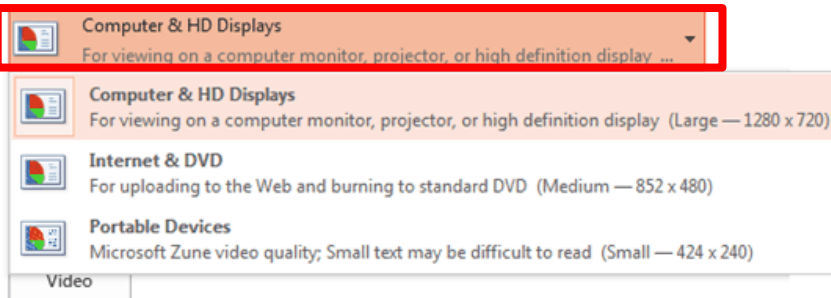 Computer & HD Displays
For viewing on a computer monitor, projector, or high definition display ...
Computer & HD Displays
For viewing on a computer monitor, projector, or high definition display (Large — 1280 x 720)
Internet & DVD
For uploading to the Web and burning to standard DVD (Medium — 852 x 480)
Portable Devices
Microsoft Zune video quality; Small text may be difficult to read (Small — 424 x 240)
Video